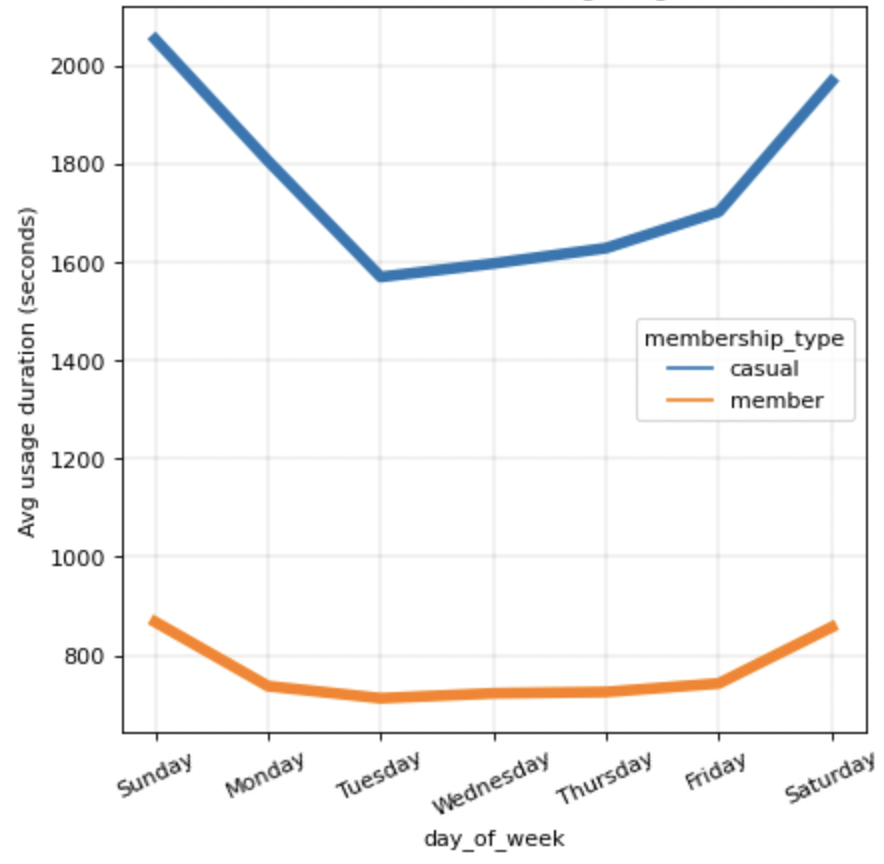 2000
1800
1600
1400
1200
1000
800
Avg usage duration (seconds)
membership_type
casual
member
Sunday
Monday
Tuesday
Wednesday
Thursday
Friday
Saturday
day_of_week